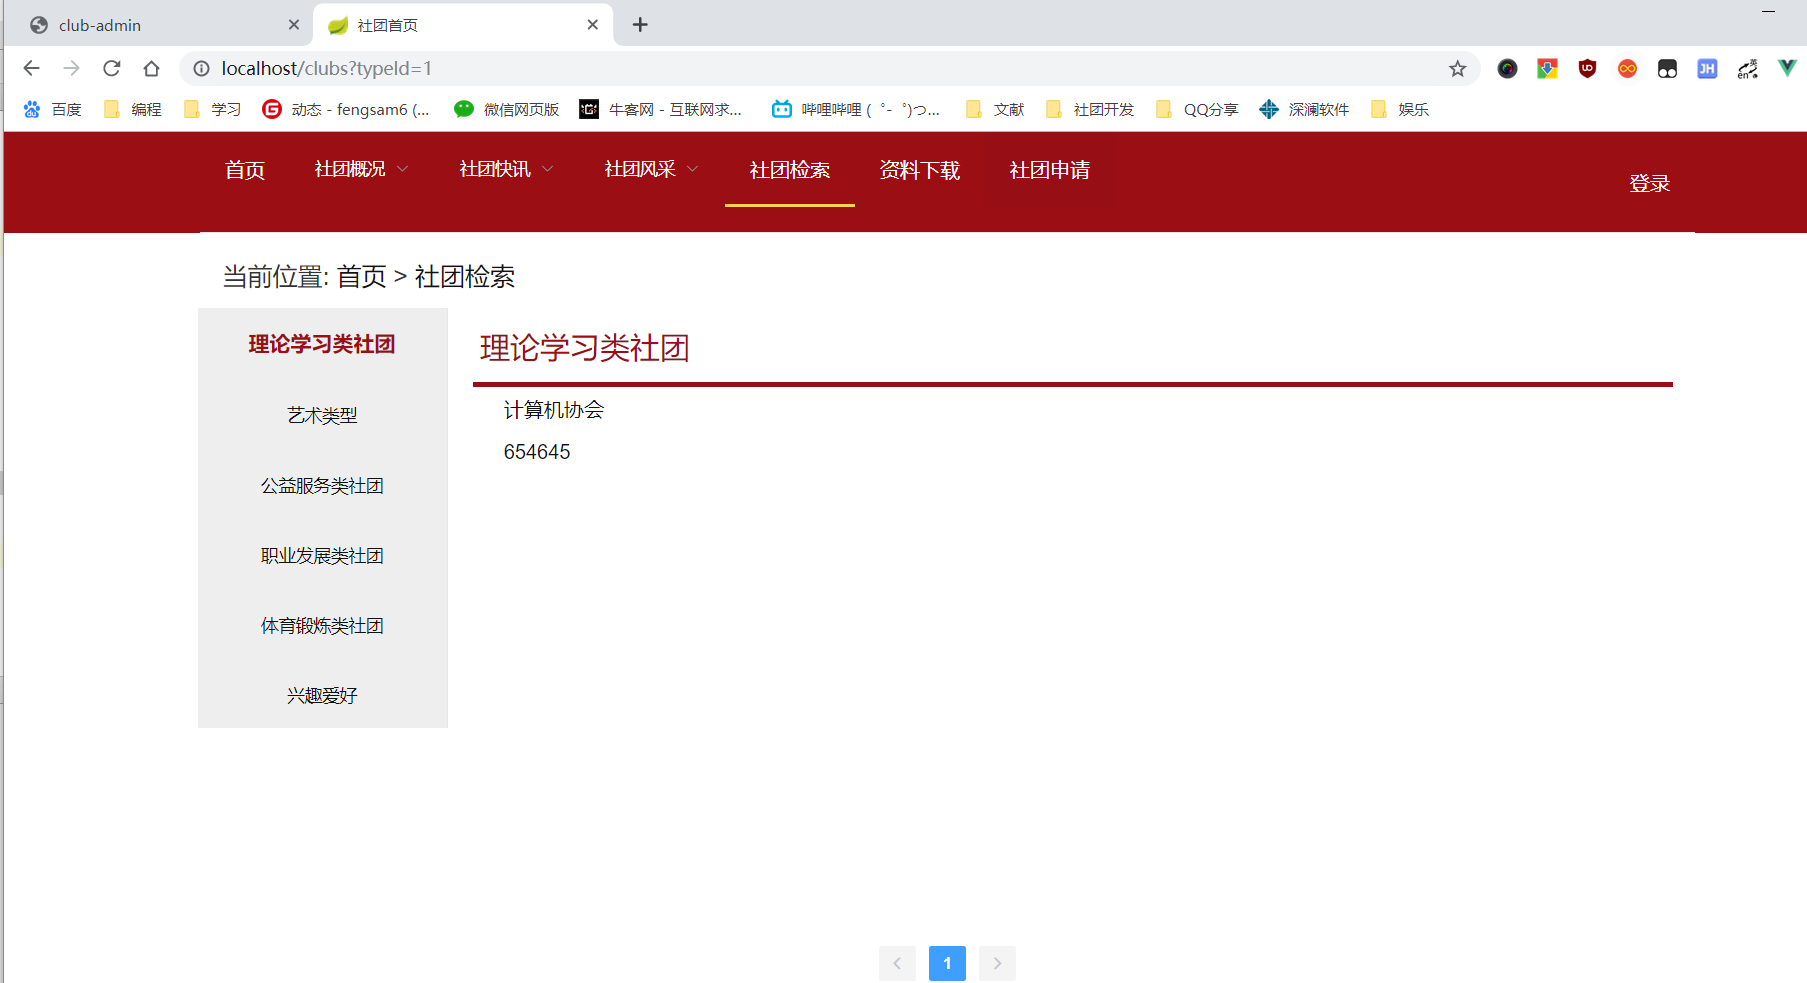 club-admin
社团首页
localhost/clubs?typeId=1
百度
编程
学习
动态 - fengsam6 (...
微信网页版
牛客网 - 互联网求...
哔哩哔哩 ( ゜- ゜)つ...
文献
社团开发
QQ分享
深澜软件
娱乐
首页
社团概况
社团快讯
社团风采
社团检索
资料下载
社团申请
登录
当前位置: 首页 > 社团检索
理论学习类社团
艺术类型
公益服务类社团
职业发展类社团
体育锻炼类社团
兴趣爱好
理论学习类社团
计算机协会
654645
1